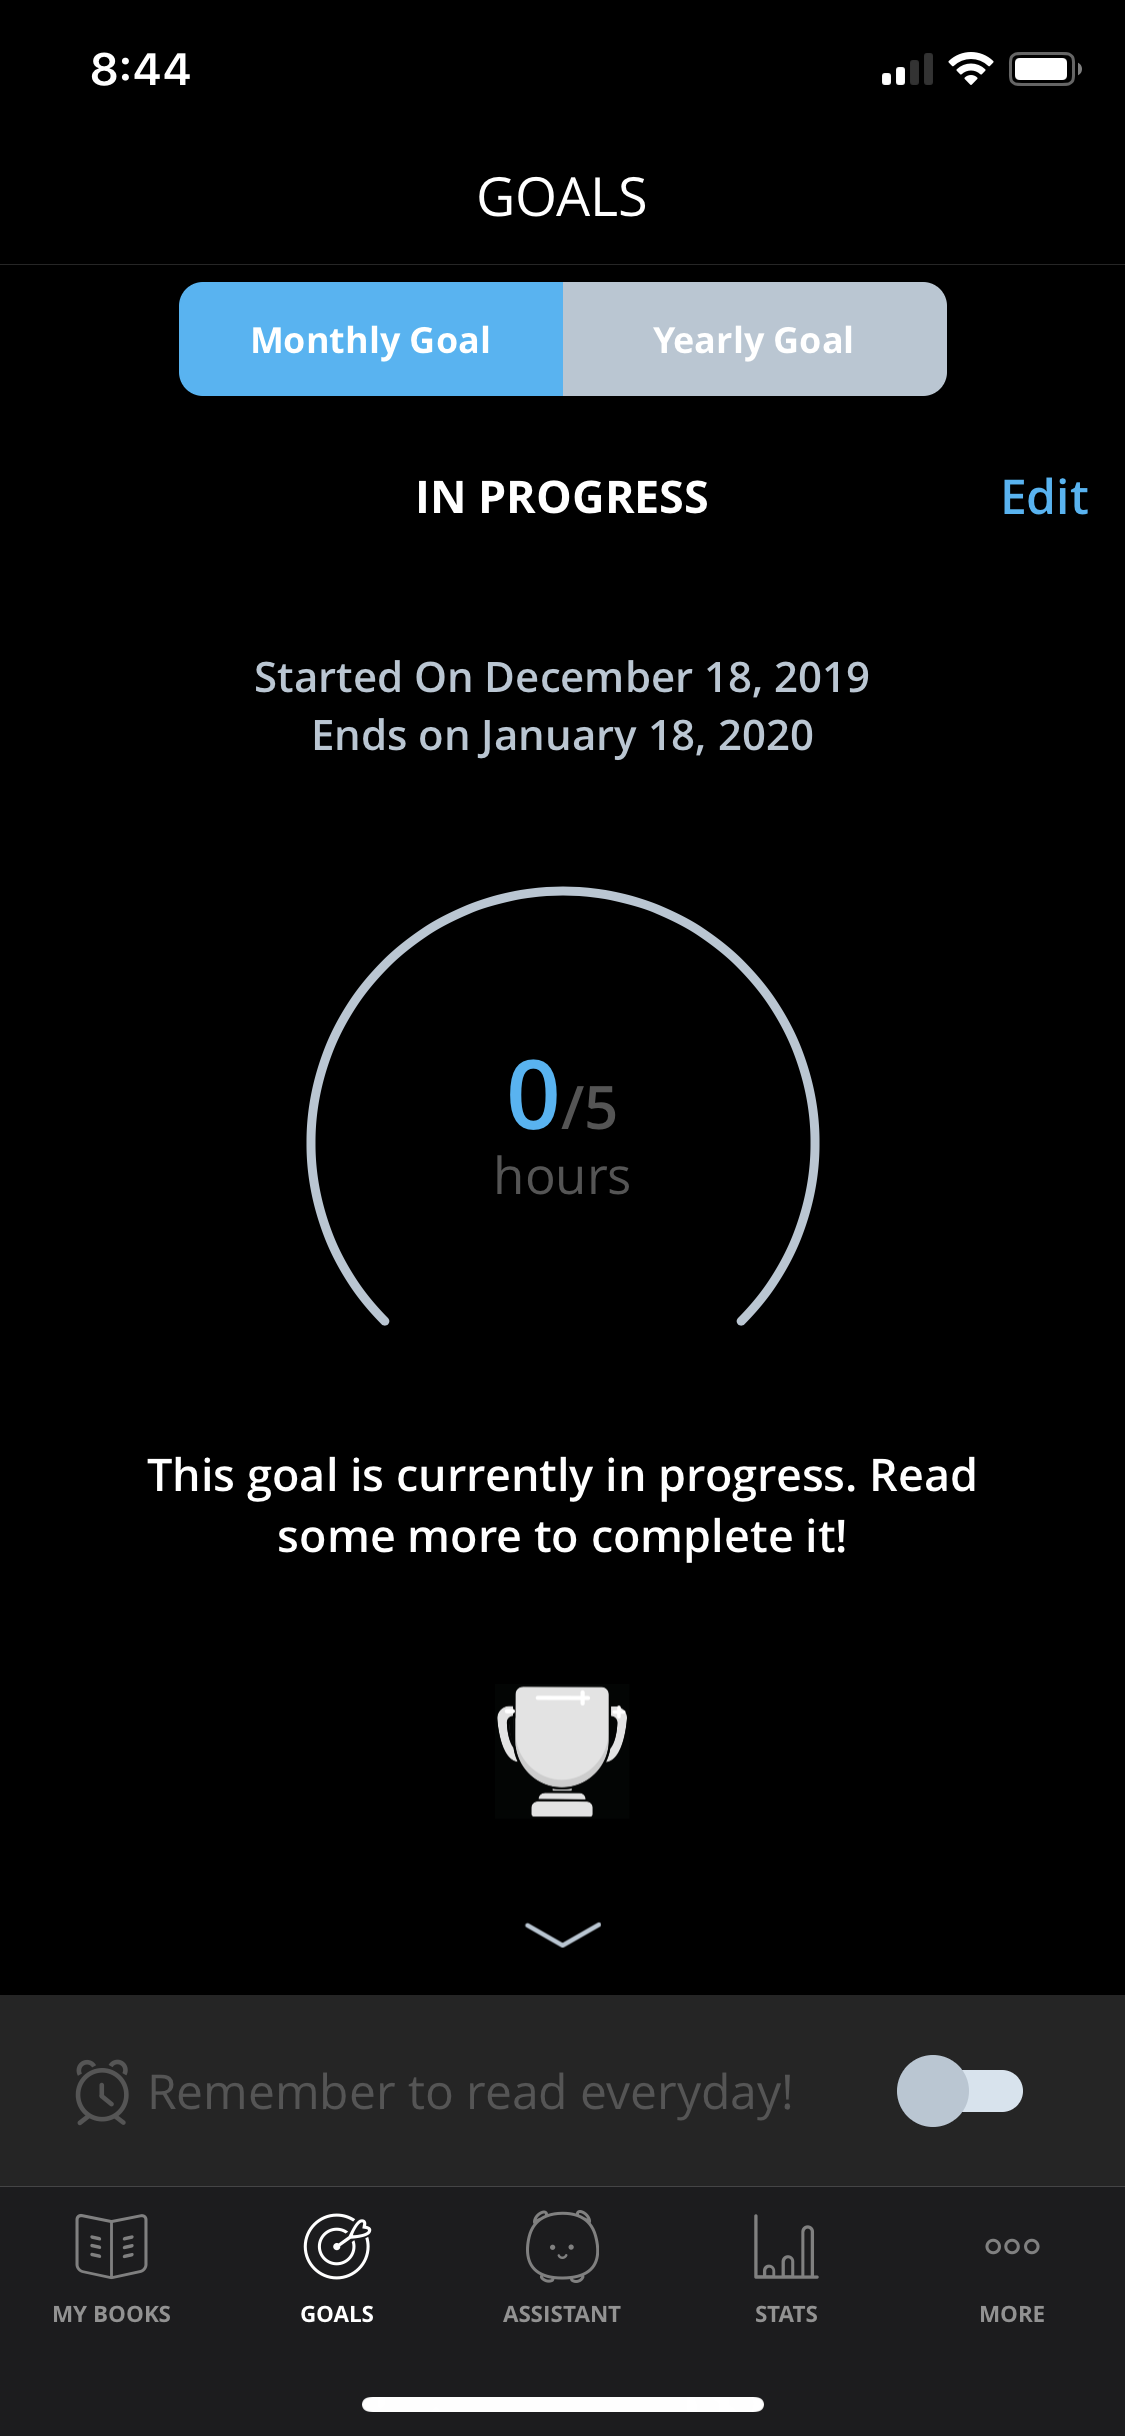 8:44
GOALS
Monthly Goal
Yearly Goal
IN PROGRESS
Edit
Started On December 18, 2019
Ends on January 18, 2020
0/5
hours
This goal is currently in progress. Read
some more to complete it!
Remember to read everyday!
MY BOOKS
GOALS
ASSISTANT
STATS
MORE